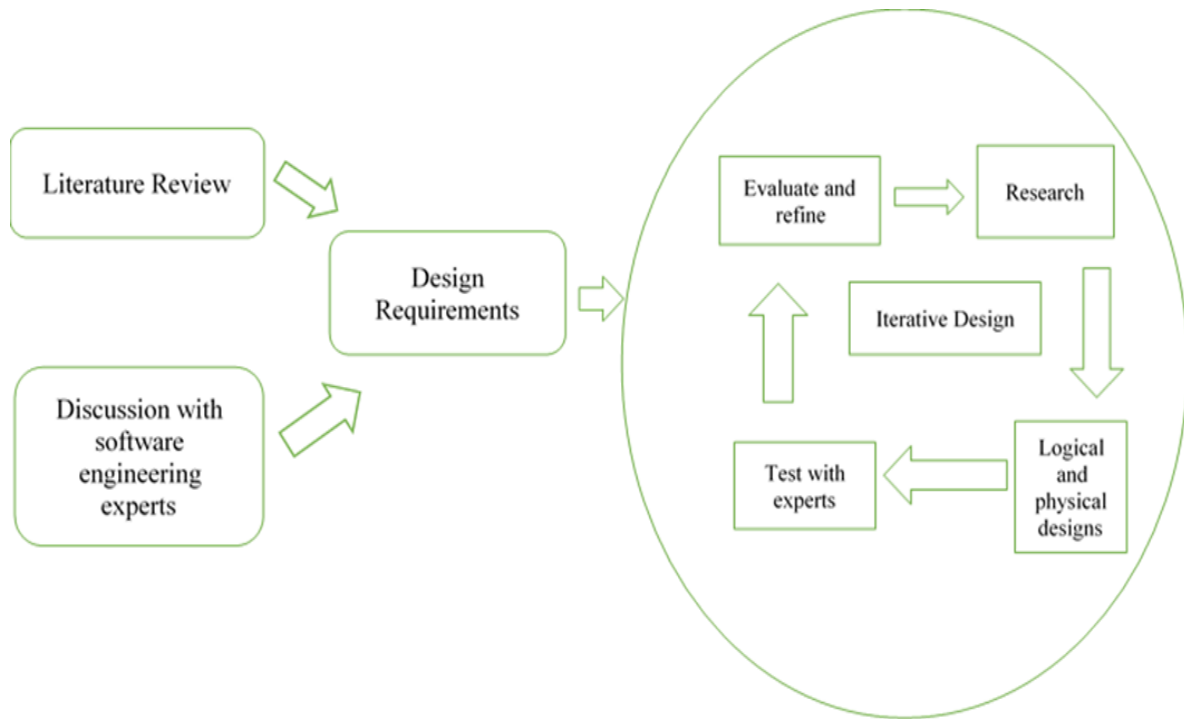 Literature Review
Discussion with
software
engineering
experts
Design
Requirements
Evaluate and
refine
Research
Iterative Design
Logical
and
physical
designs
Test with
experts